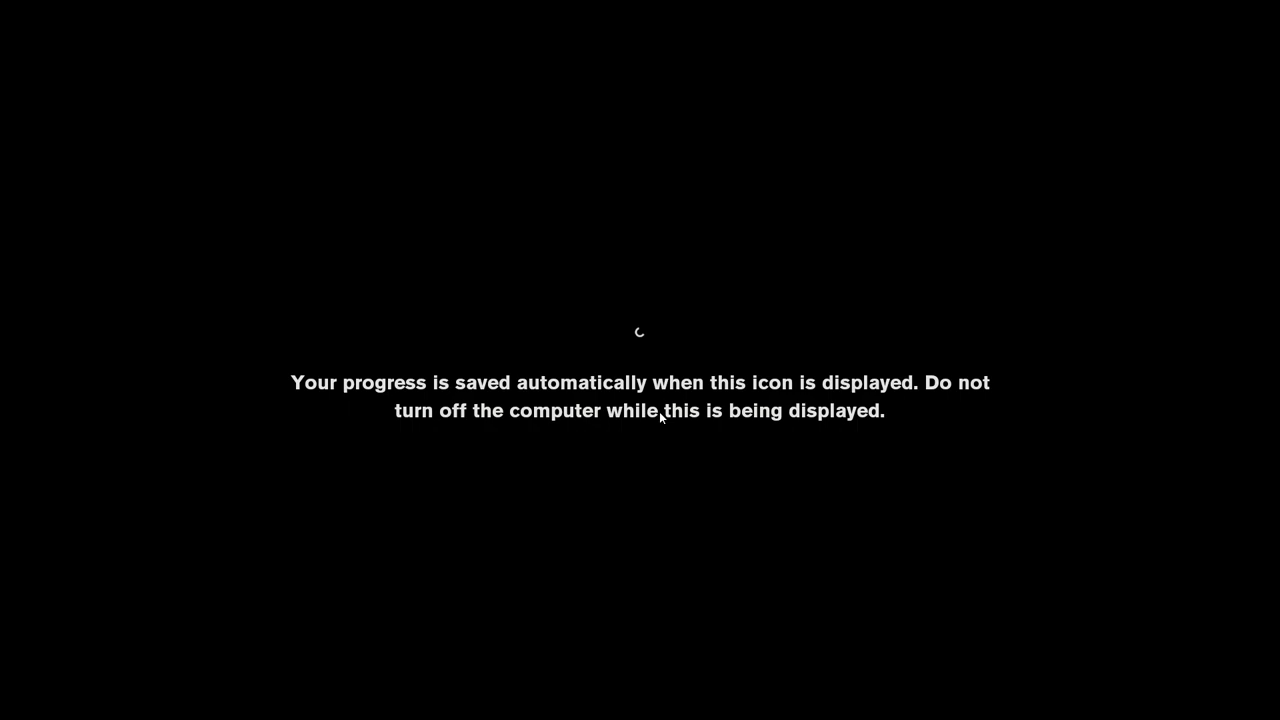 Your progress is saved automatically when this icon is displayed. Do not
turn off the computer while this is being displayed.